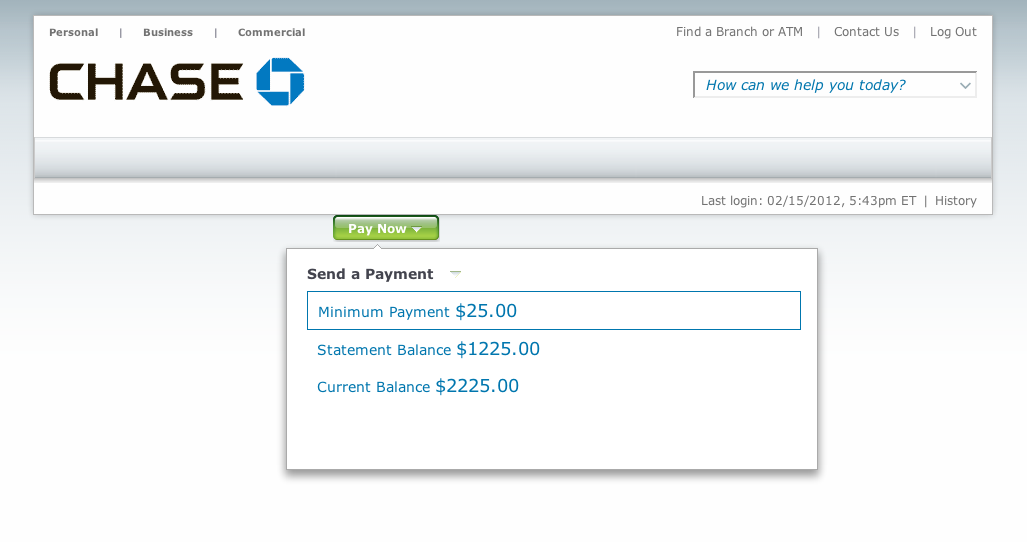 Personal | Business | Commercial
Find a Branch or ATM | Contact Us | Log Out
CHASE
How can we help you today?
Last login: 02/15/2012, 5:43pm ET | History
Pay Now
Send a Payment
Minimum Payment $25.00
Statement Balance $1225.00
Current Balance $2225.00